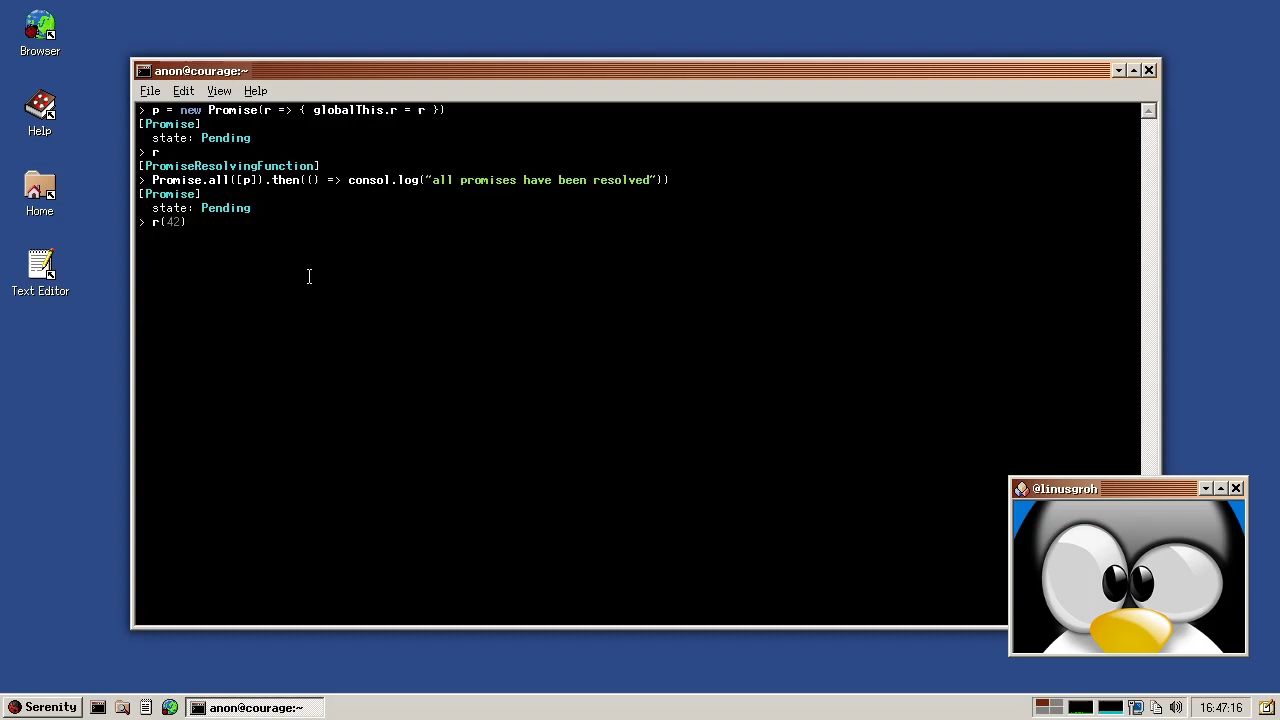 Browser
Help
Home
Text Editor
anon@courage:~
File Edit View Help
> p = new Promise(r => { globalThis.r = r })
[Promise]
  state: Pending
> r
[PromiseResolvingFunction]
> Promise.all([p]).then(() => consol.log("all promises have been resolved"))
[Promise]
  state: Pending
> r(42)
@linusgroh
Serenity
anon@courage:~
16:47:16